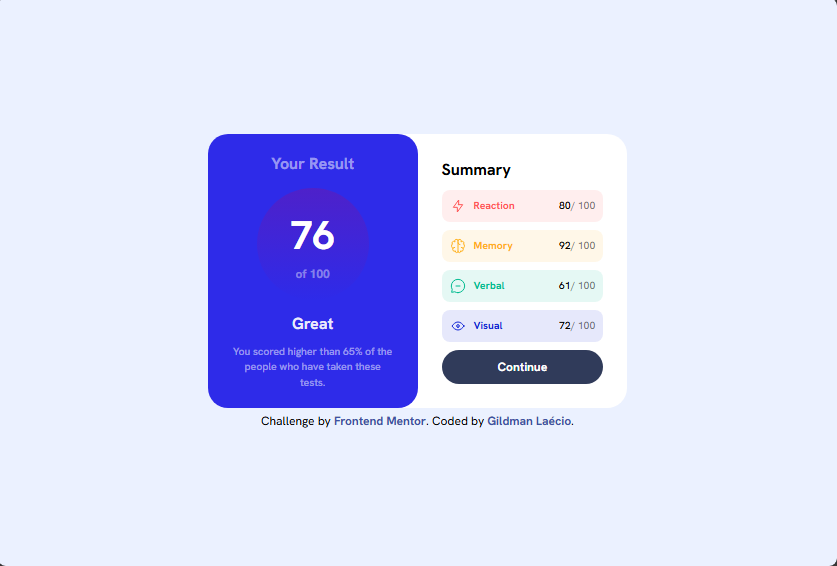 Your Result
76
of 100
Great
You scored higher than 65% of the
people who have taken these
tests.
Summary
Reaction 80/ 100
Memory 92/ 100
Verbal 61/ 100
Visual 72/ 100
Continue
Challenge by Frontend Mentor. Coded by Gildman Laécio.